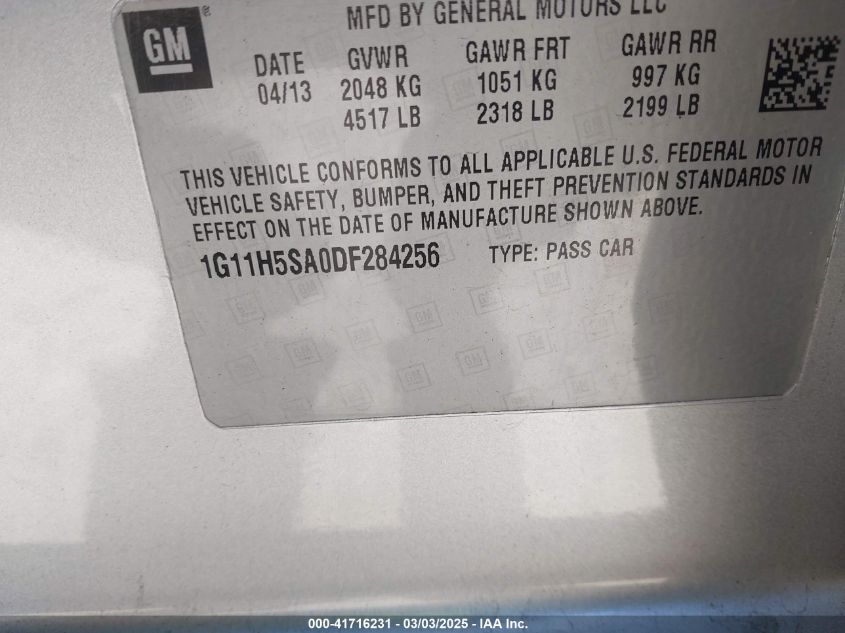 MFD BY GENERAL MOTORS LLC
GM
DATE GVWR GAWR FRT GAWR RR
04/13 2048 KG 1051 KG 997 KG
4517 LB 2318 LB 2199 LB
THIS VEHICLE CONFORMS TO ALL APPLICABLE U.S. FEDERAL MOTOR
VEHICLE SAFETY, BUMPER, AND THEFT PREVENTION STANDARDS IN
EFFECT ON THE DATE OF MANUFACTURE SHOWN ABOVE.
1G11H5SA0DF284256 TYPE: PASS CAR
000-41716231 - 03/03/2025 - IAA Inc.